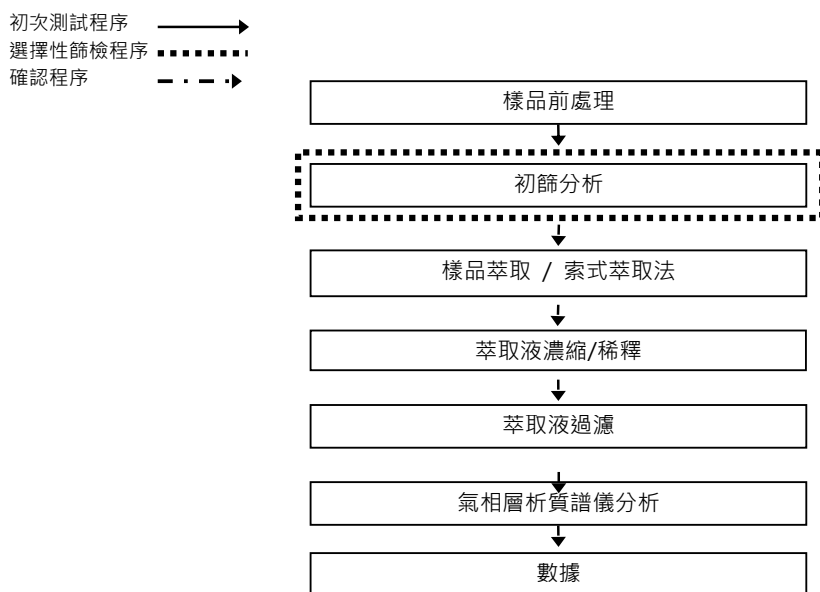 初次測試程序
選擇性篩檢程序
確認程序
樣品前處理
初篩分析
樣品萃取 / 索式萃取法
萃取液濃縮/稀釋
萃取液過濾
氣相層析質譜儀分析
數據